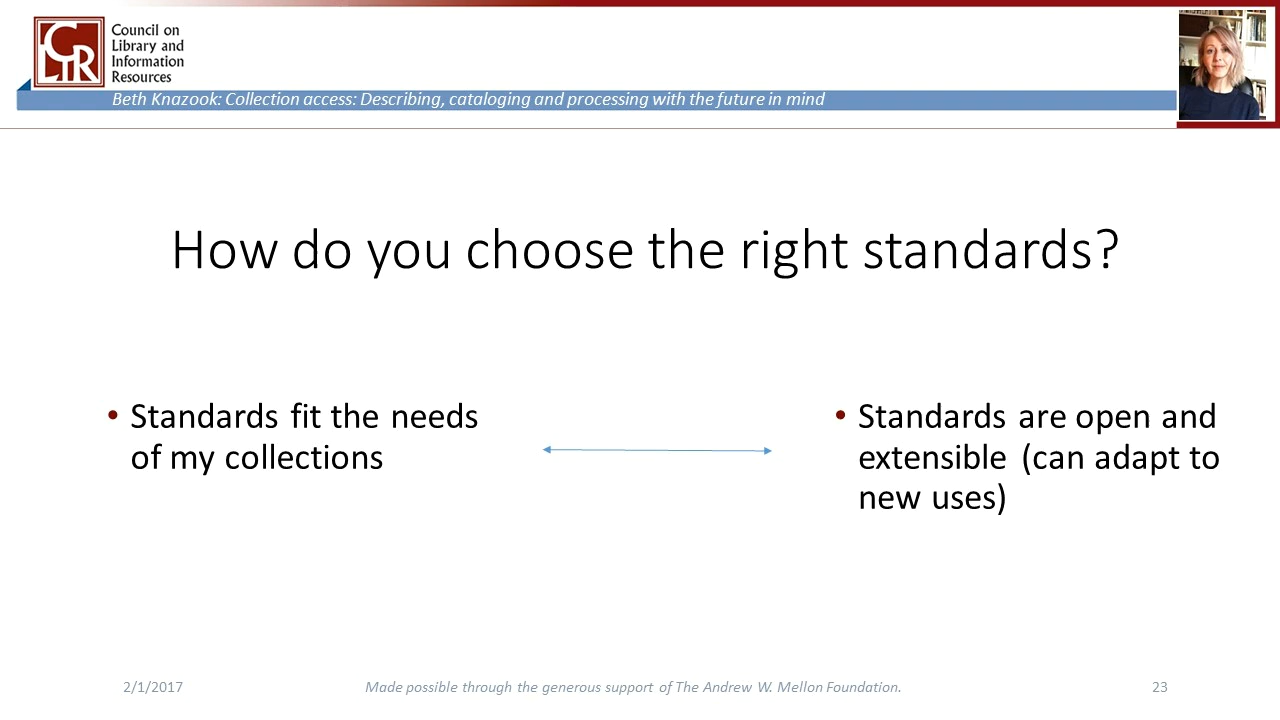 CLIR
Council on
Library and
Information
Resources
Beth Knazook: Collection access: Describing, cataloging and processing with the future in mind
How do you choose the right standards?
• Standards fit the needs
of my collections
• Standards are open and
extensible (can adapt to
new uses)
2/1/2017
Made possible through the generous support of The Andrew W. Mellon Foundation.
23